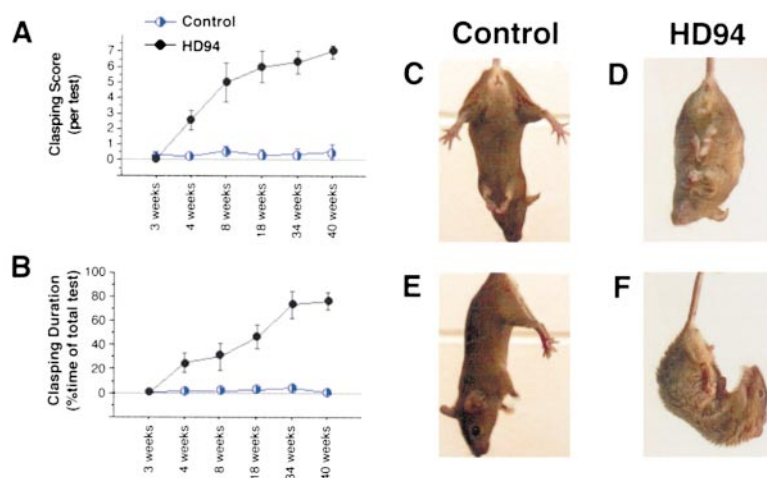 A
Control
HD94
Clasping Score
(per test)
7
6
5
4
3
2
1
0
3 weeks
4 weeks
8 weeks
18 weeks
34 weeks
40 weeks
B
Clasping Duration
(%time of total test)
100
80
60
40
20
0
3 weeks
4 weeks
8 weeks
18 weeks
34 weeks
40 weeks
Control
HD94
C
D
E
F